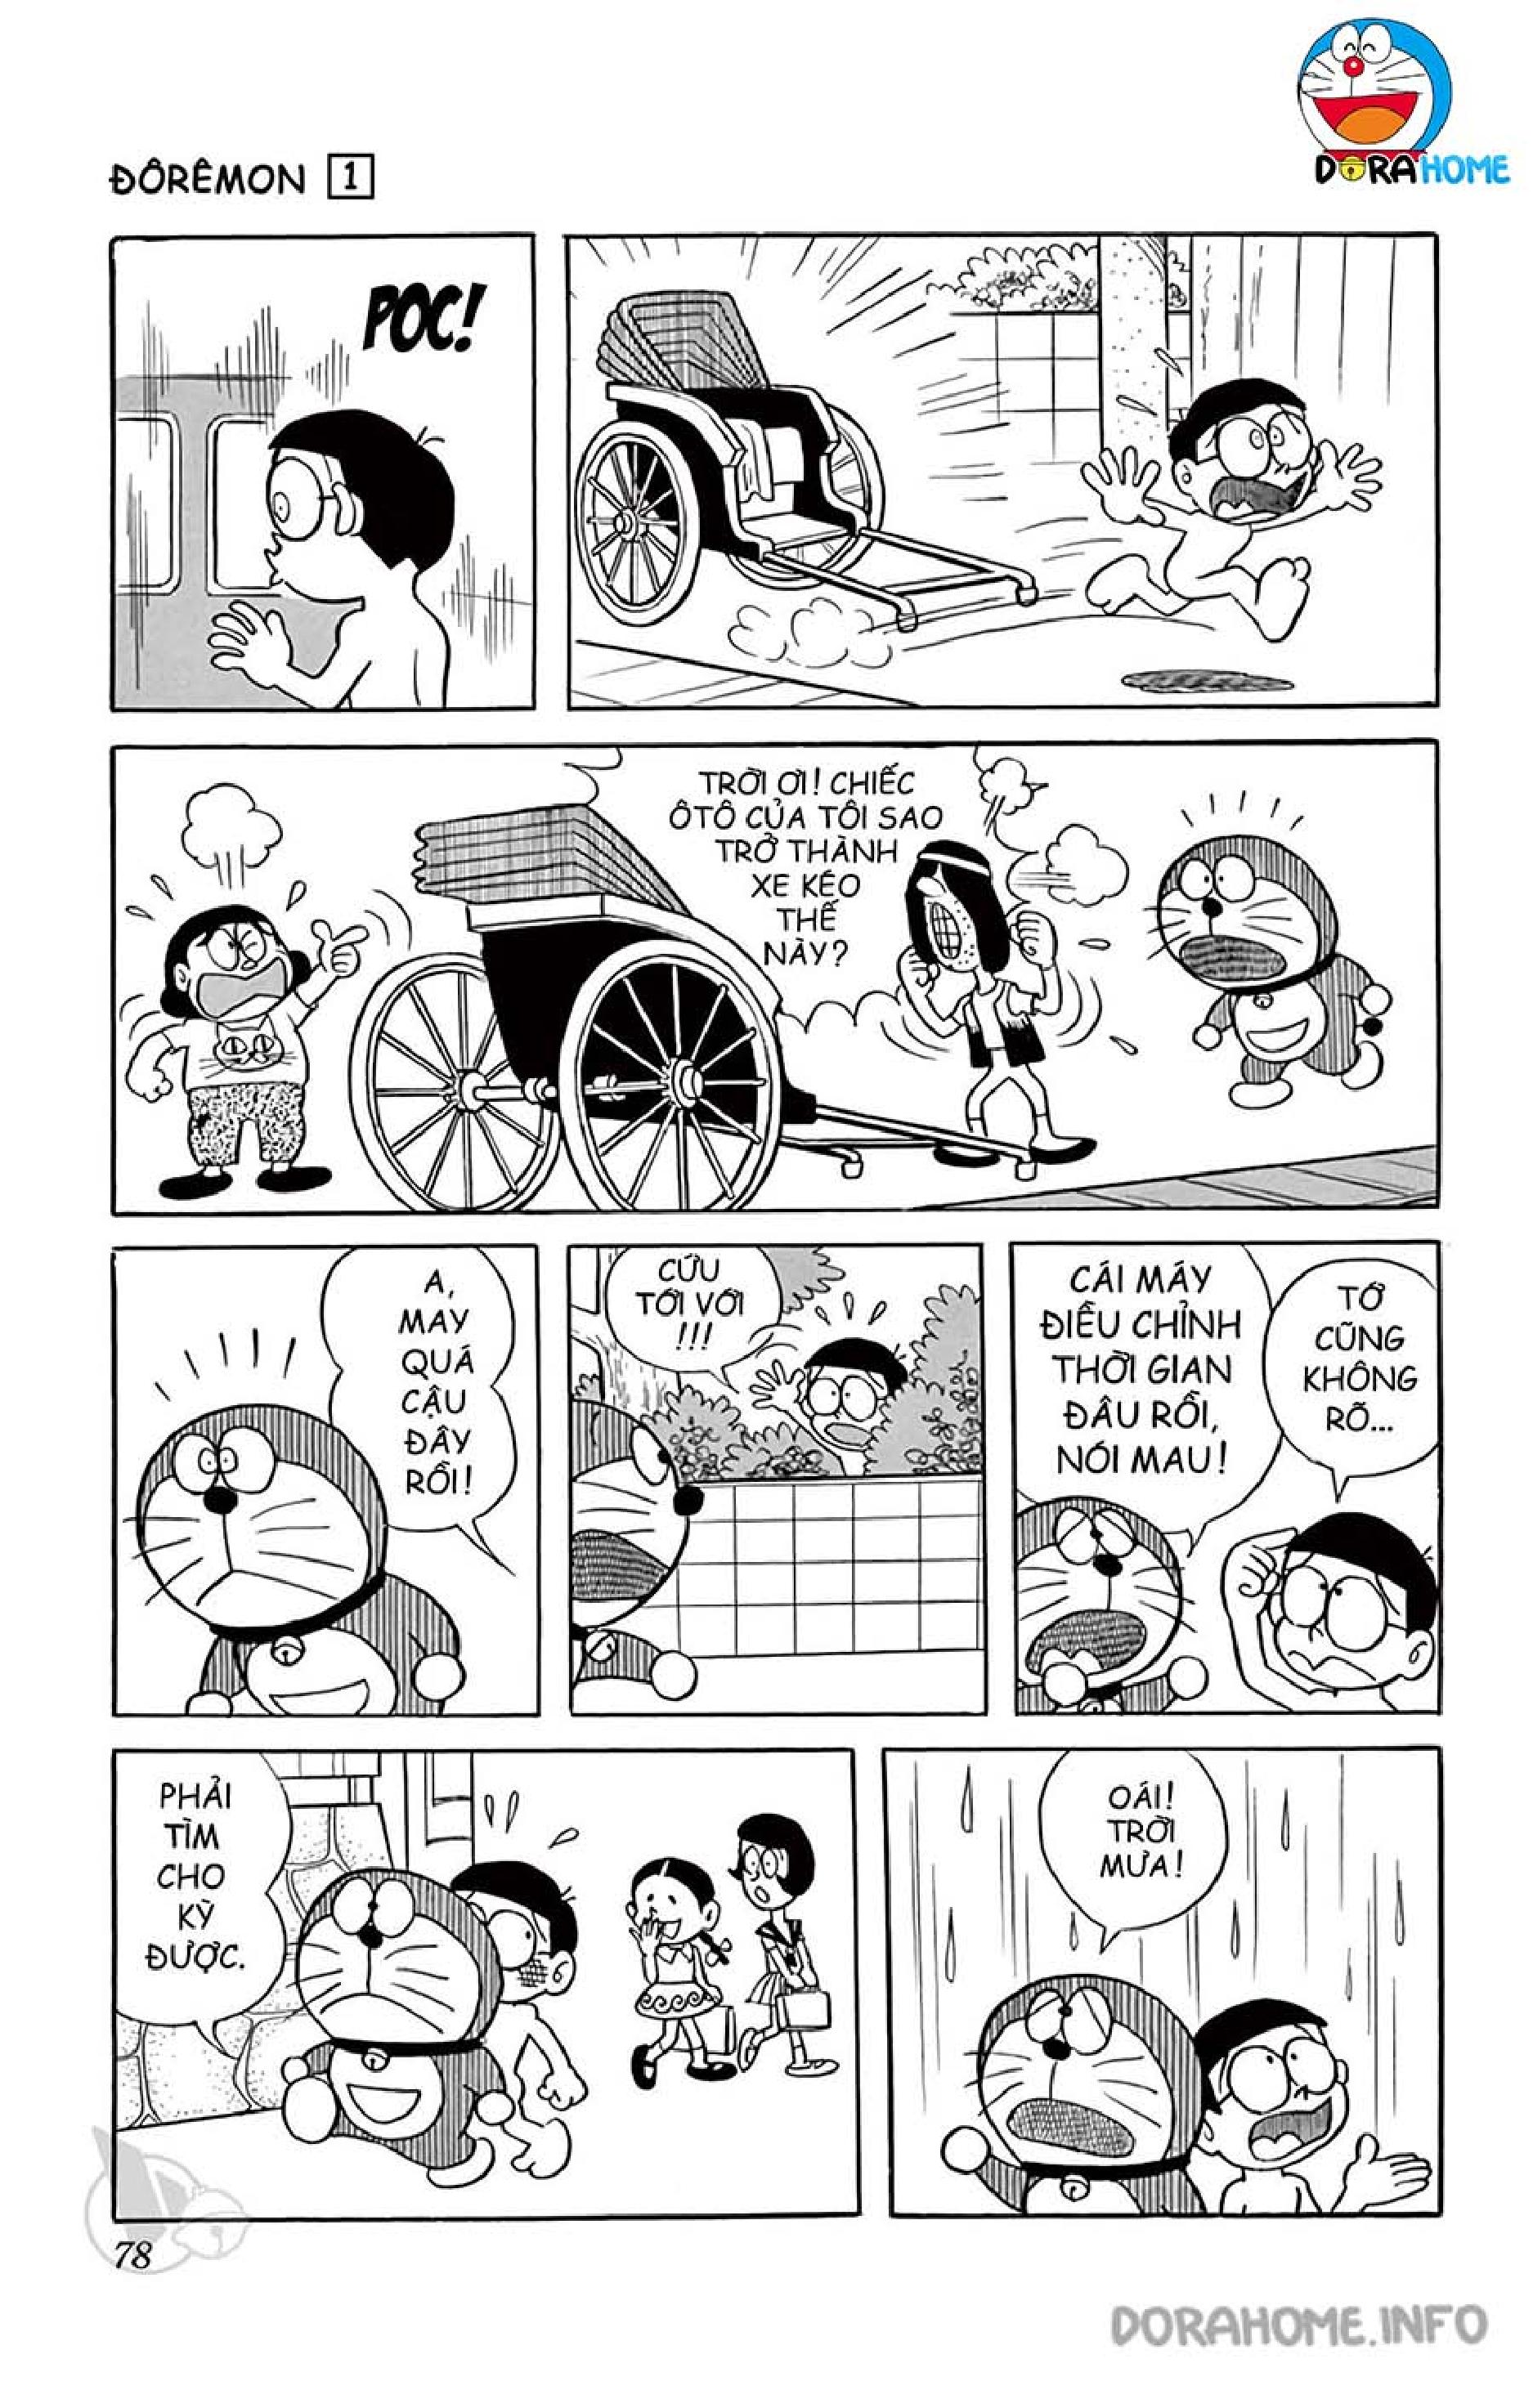 DORAHOME
ĐÔRÊMON 1
POC!
TRỜI ƠI! CHIẾC
ÔTÔ CỦA TÔI SAO
TRỞ THÀNH
XE KÉO
THẾ
NÀY?
A,
MAY
QUÁ
CẬU
ĐÂY
RỒI!
CỨU
TỚI VỚI
!!!
CÁI MÁY
ĐIỀU CHỈNH
THỜI GIAN
ĐÂU RỒI,
NÓI MAU!
TỚ
CŨNG
KHÔNG
RÕ...
PHẢI
TÌM
CHO
KỲ
ĐƯỢC.
OÁI!
TRỜI
MƯA!
78
DORAHOME.INFO